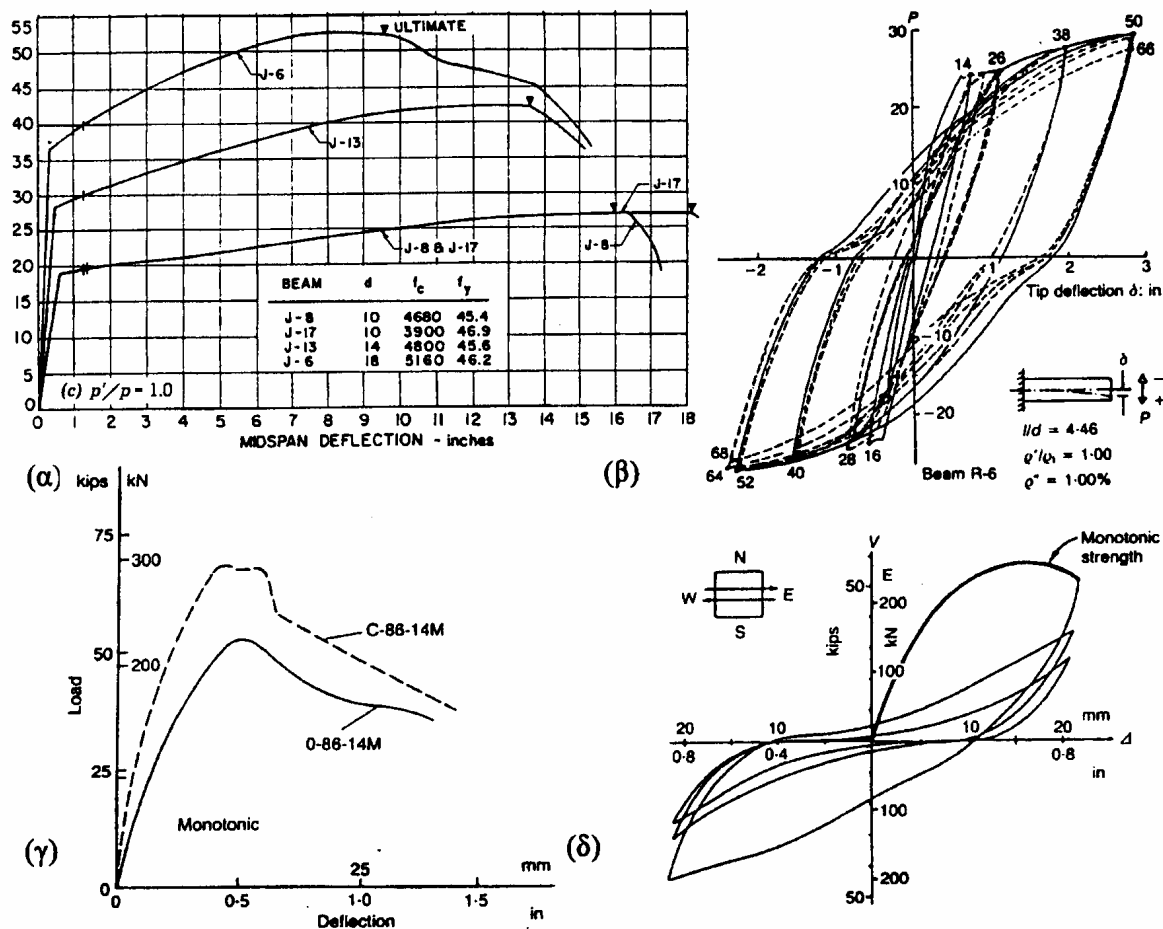 55
50
45
40
35
30
25
20
15
10
5
0
ULTIMATE
J-6
J-13
J-17
J-8
J-8 & J-17
BEAM d fc fy
J-8 10 4680 45.4
J-17 10 3900 46.9
J-13 14 4800 45.6
J-6 18 5160 46.2
(c) p'/p = 1.0
0 1 2 3 4 5 6 7 8 9 10 11 12 13 14 15 16 17 18
MIDSPAN DEFLECTION - inches
(α)
P
30
20
10
-10
-20
14 26 38 50
66
-2 -1 0 1 2 3
Tip deflection δ: in
68
64 52 40 28 16
Beam R-6
δ
P
−
+
l/d = 4·46
ϱ'/ϱ₁ = 1·00
ϱ" = 1·00%
(β)
kips kN
75
300
50
200
25
0
Load
C-86-14M
0-86-14M
Monotonic
25 mm
0 0·5 1·0 1·5 in
Deflection
(γ)
N
W E
S
V
Monotonic strength
50 E
200
kips kN
100
mm
20 10 10 20 Δ
0·8 0·4 0·4 0·8
in
100
200
50
(δ)